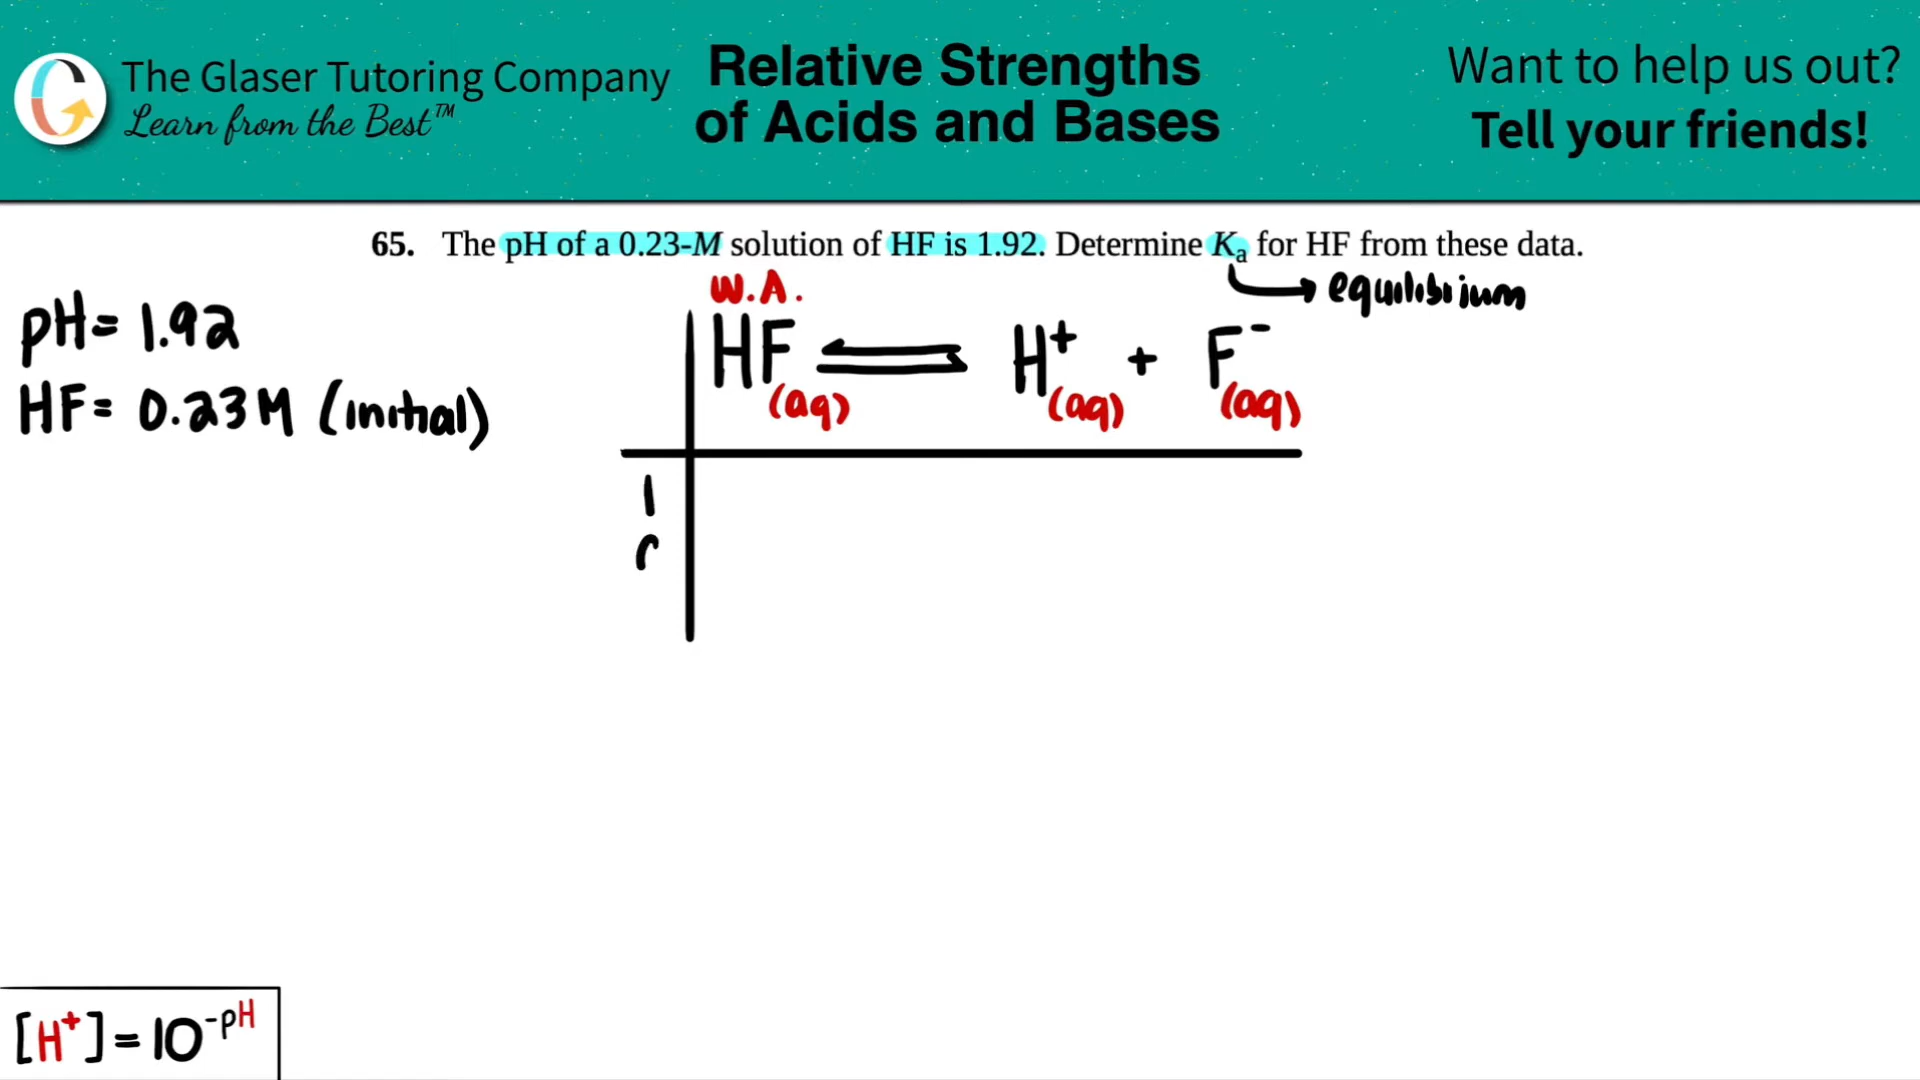 The Glaser Tutoring Company
Learn from the Best™
Relative Strengths
of Acids and Bases
Want to help us out?
Tell your friends!
65. The pH of a 0.23-M solution of HF is 1.92. Determine Kₐ for HF from these data.
equilibrium
pH= 1.92
HF= 0.23M (initial)
W.A.
HF(aq) ⇌ H⁺(aq) + F⁻(aq)
I
[H⁺]=10⁻ᵖᴴ